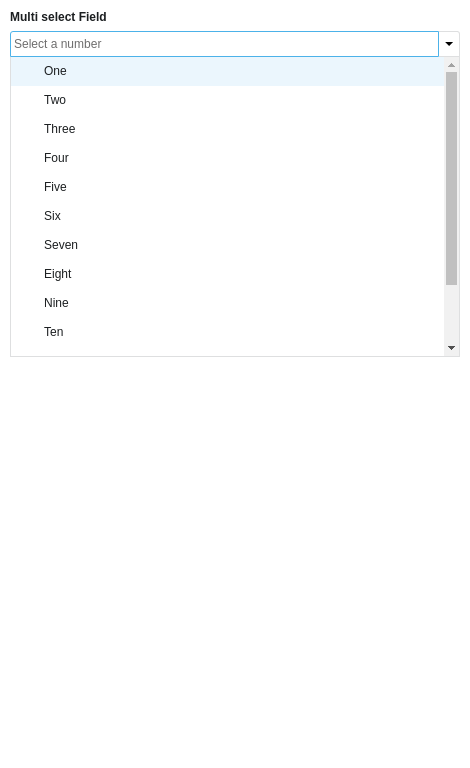 Multi select Field
Select a number
One
Two
Three
Four
Five
Six
Seven
Eight
Nine
Ten